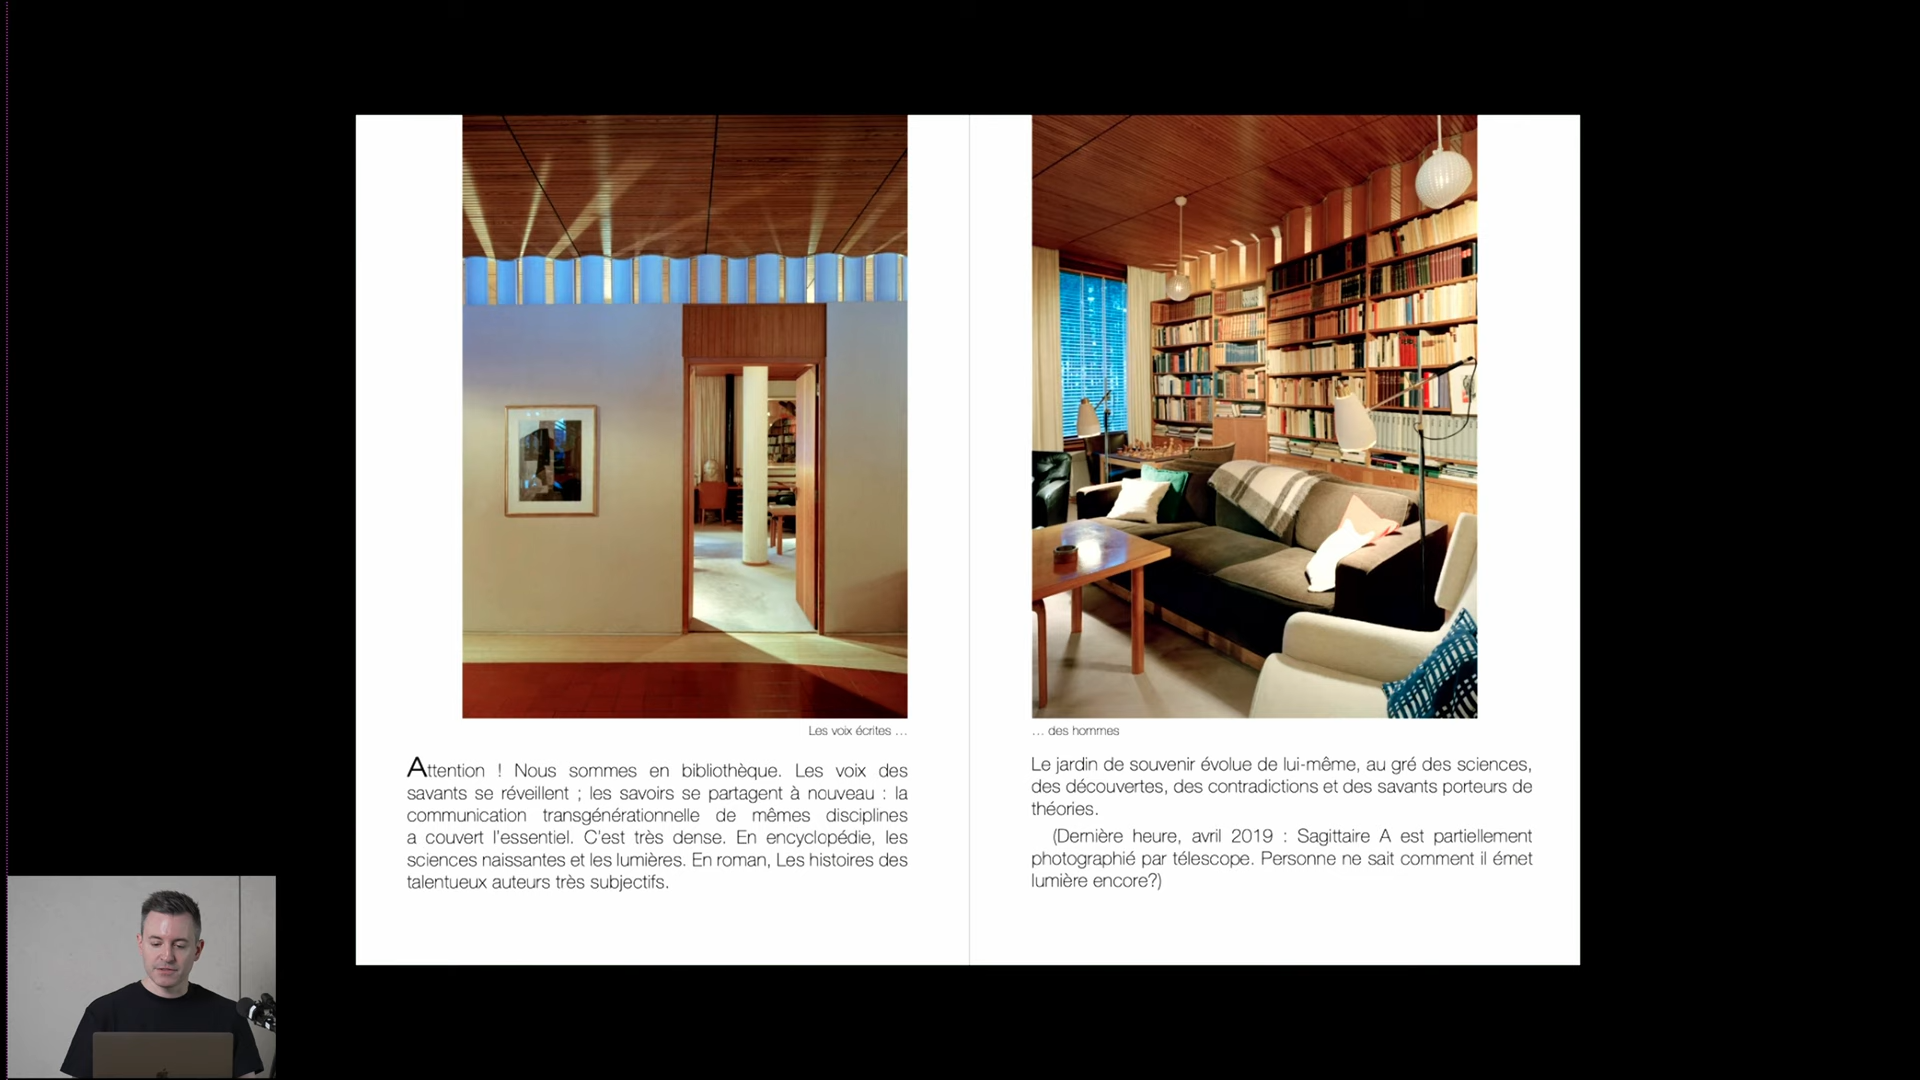 Les voix écrites …
Attention ! Nous sommes en bibliothèque. Les voix des
savants se réveillent ; les savoirs se partagent à nouveau : la
communication transgénérationnelle de mêmes disciplines
a couvert l'essentiel. C'est très dense. En encyclopédie, les
sciences naissantes et les lumières. En roman, Les histoires des
talentueux auteurs très subjectifs.
… des hommes
Le jardin de souvenir évolue de lui-même, au gré des sciences,
des découvertes, des contradictions et des savants porteurs de
théories.
(Dernière heure, avril 2019 : Sagittaire A est partiellement
photographié par télescope. Personne ne sait comment il émet
lumière encore?)